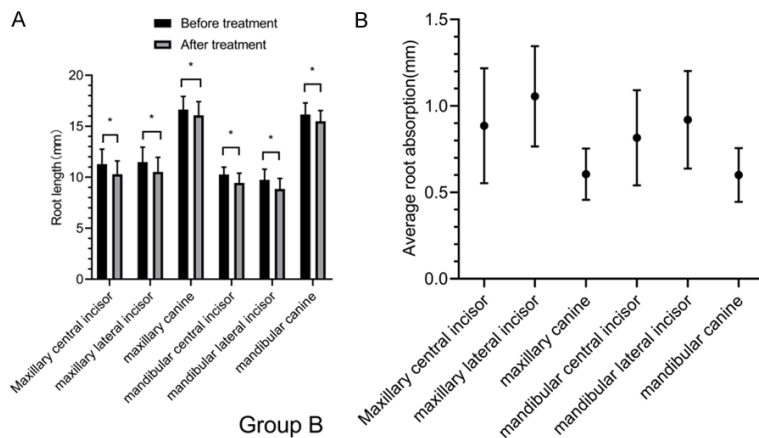 A
Before treatment
After treatment
Root length (mm)
20
15
10
5
0
*
*
*
*
*
*
Maxillary central incisor
maxillary lateral incisor
maxillary canine
mandibular central incisor
mandibular lateral incisor
mandibular canine
Group B
B
Average root absorption(mm)
1.5
1.0
0.5
0.0
Maxillary central incisor
maxillary lateral incisor
maxillary canine
mandibular central incisor
mandibular lateral incisor
mandibular canine